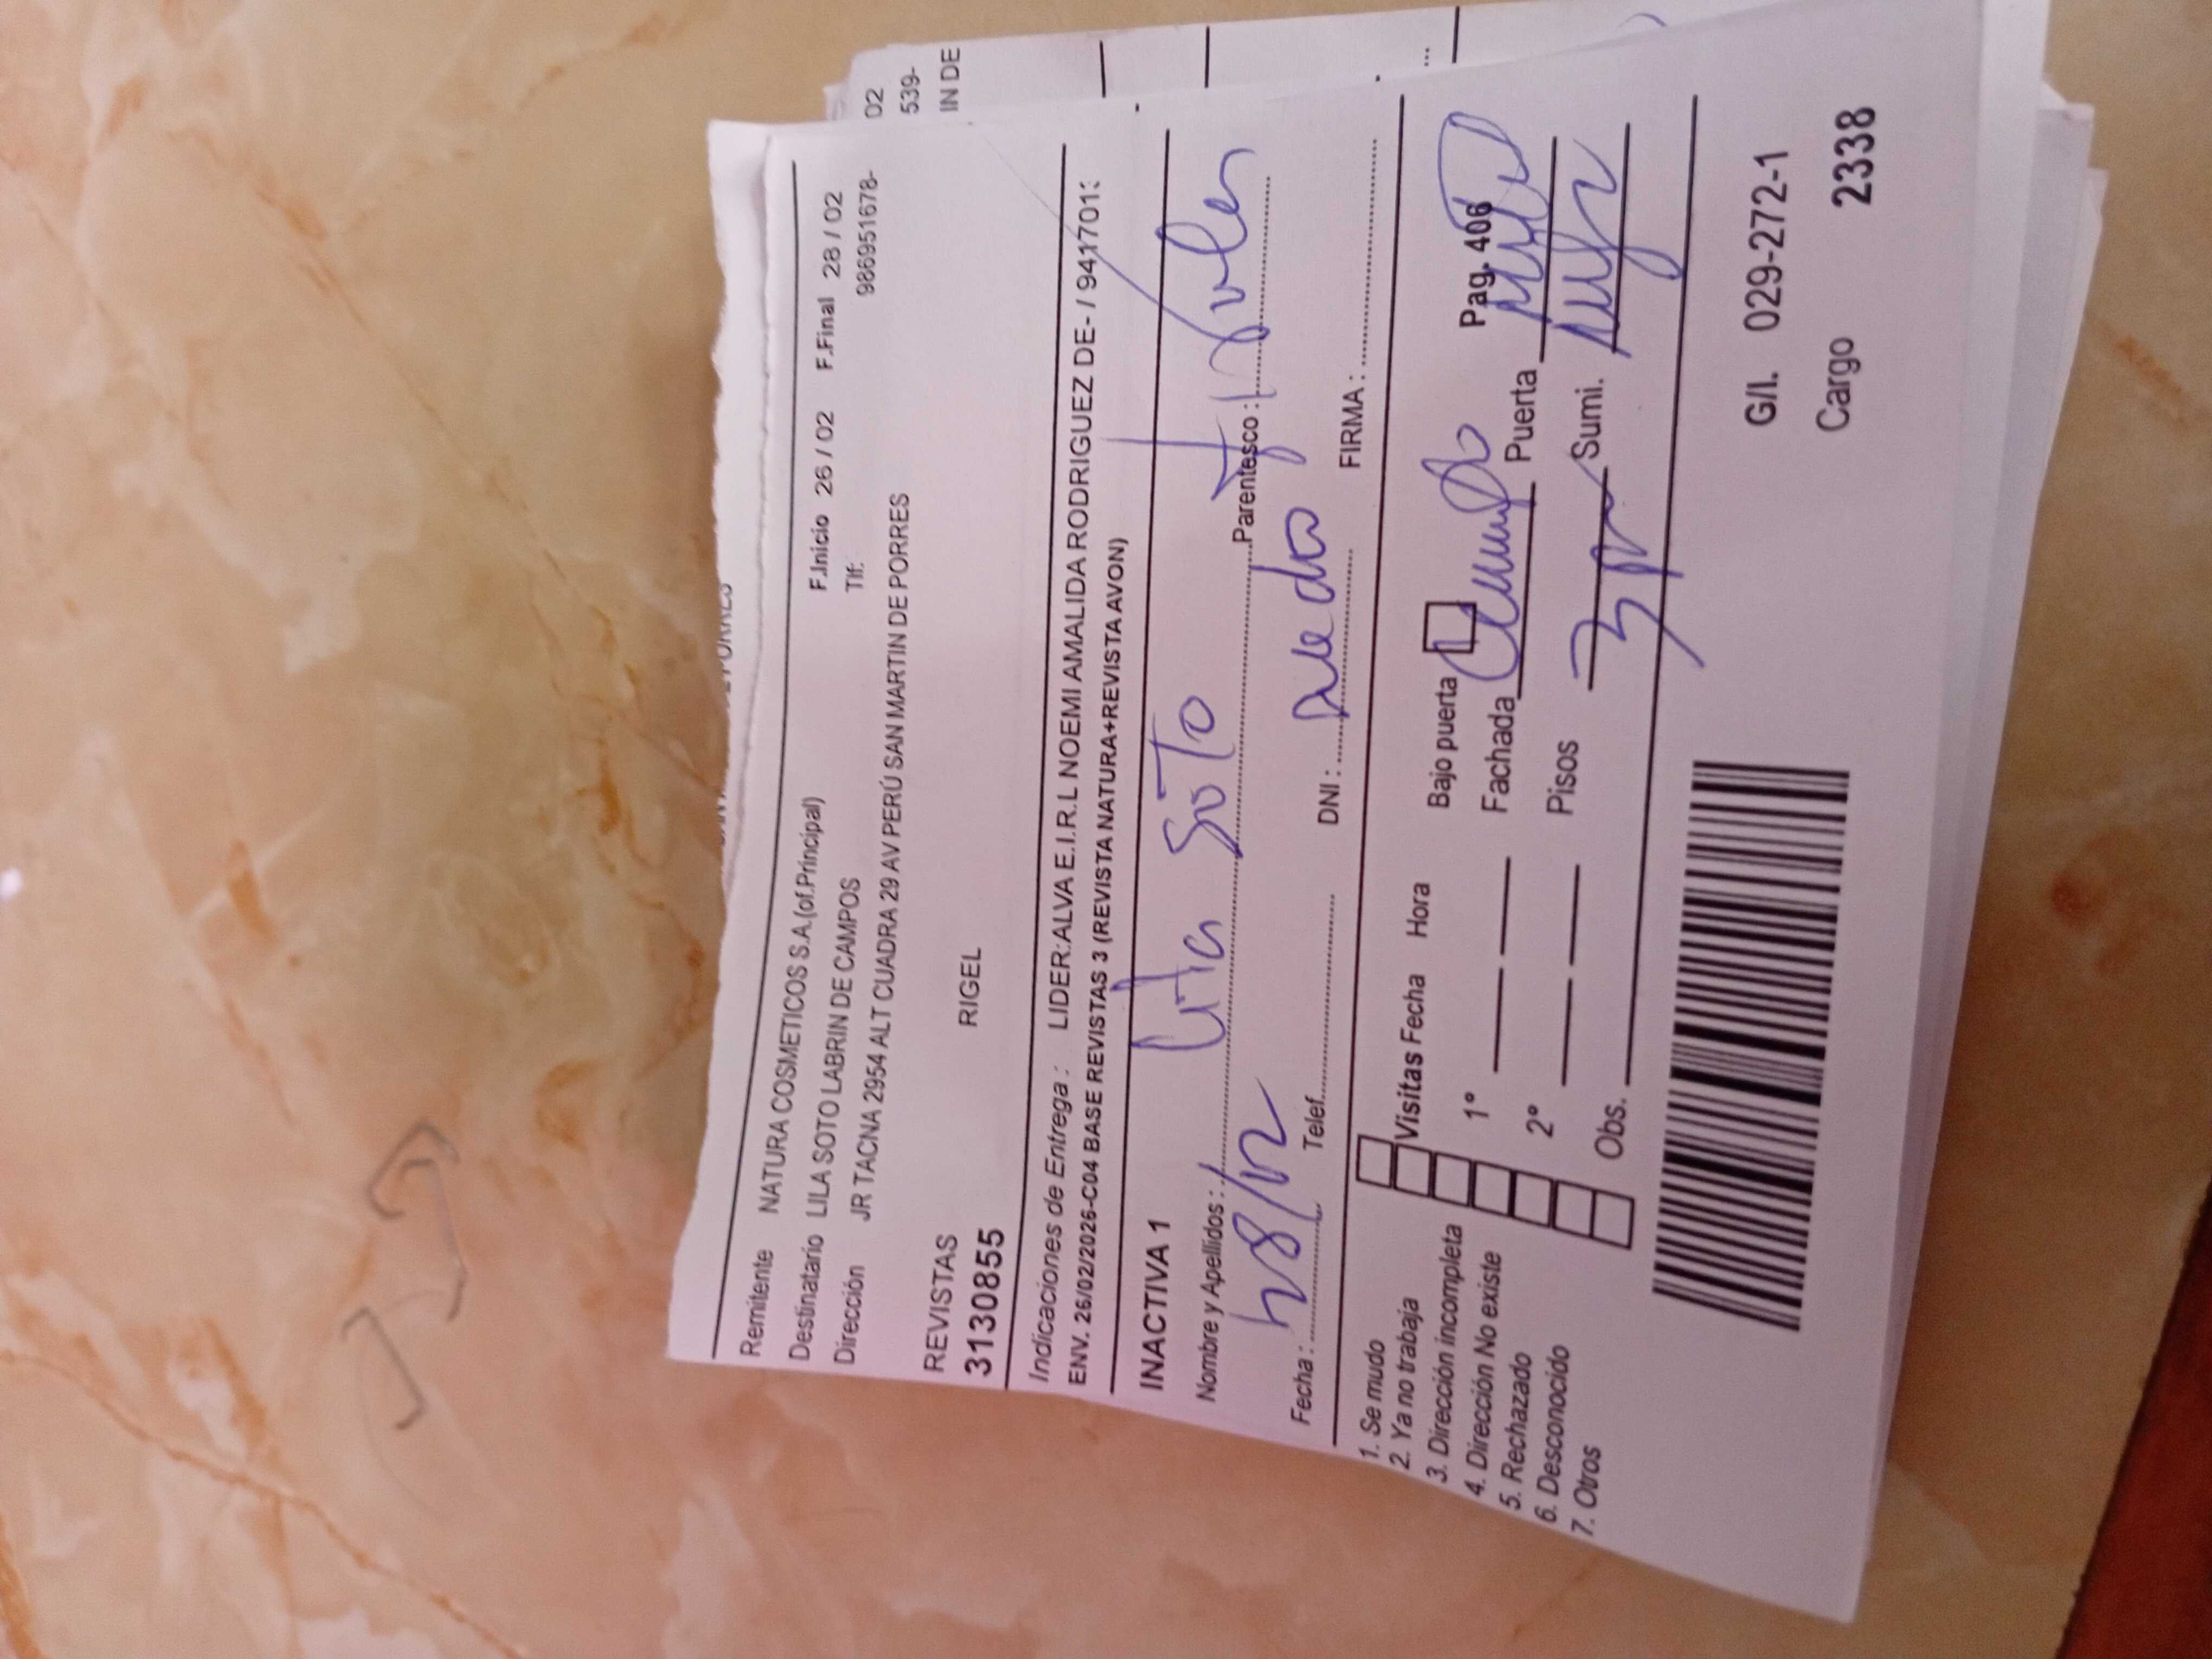 02
539-
IN DE
Remitente NATURA COSMETICOS S.A.(of.Principal)
F.Inicio 26 / 02 F.Final 28 / 02
Destinatario LILA SOTO LABRIN DE CAMPOS
Tlf: 986951678-
Dirección JR TACNA 2954 ALT CUADRA 29 AV PERÚ SAN MARTIN DE PORRES
REVISTAS RIGEL
3130855
Indicaciones de Entrega : LIDER:ALVA E.I.R.L NOEMI AMALIDA RODRIGUEZ DE- / 941701
ENV. 26/02/2026-C04 BASE REVISTAS 3 (REVISTA NATURA+REVISTA AVON)
INACTIVA 1
Nombre y Apellidos : Lila Soto Parentesco :
Fecha : Telef. DNI : FIRMA :
1. Se mudo
2. Ya no trabaja
3. Dirección incompleta
4. Dirección No existe
5. Rechazado
6. Desconocido
7. Otros
Visitas Fecha Hora
1°
2°
Obs.
Bajo puerta Pag. 406
Fachada Puerta
Pisos 3 Sumi.
G/I. 029-272-1
Cargo 2338